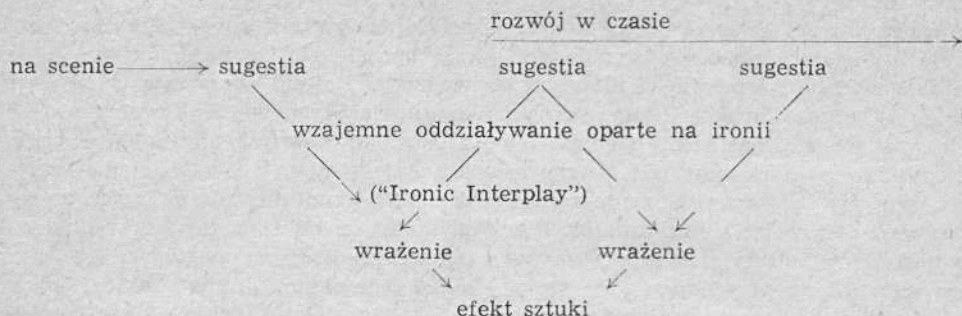 rozwój w czasie
na scenie sugestia sugestia sugestia
wzajemne oddziaływanie oparte na ironii
(“Ironic Interplay”)
wrażenie wrażenie
efekt sztuki